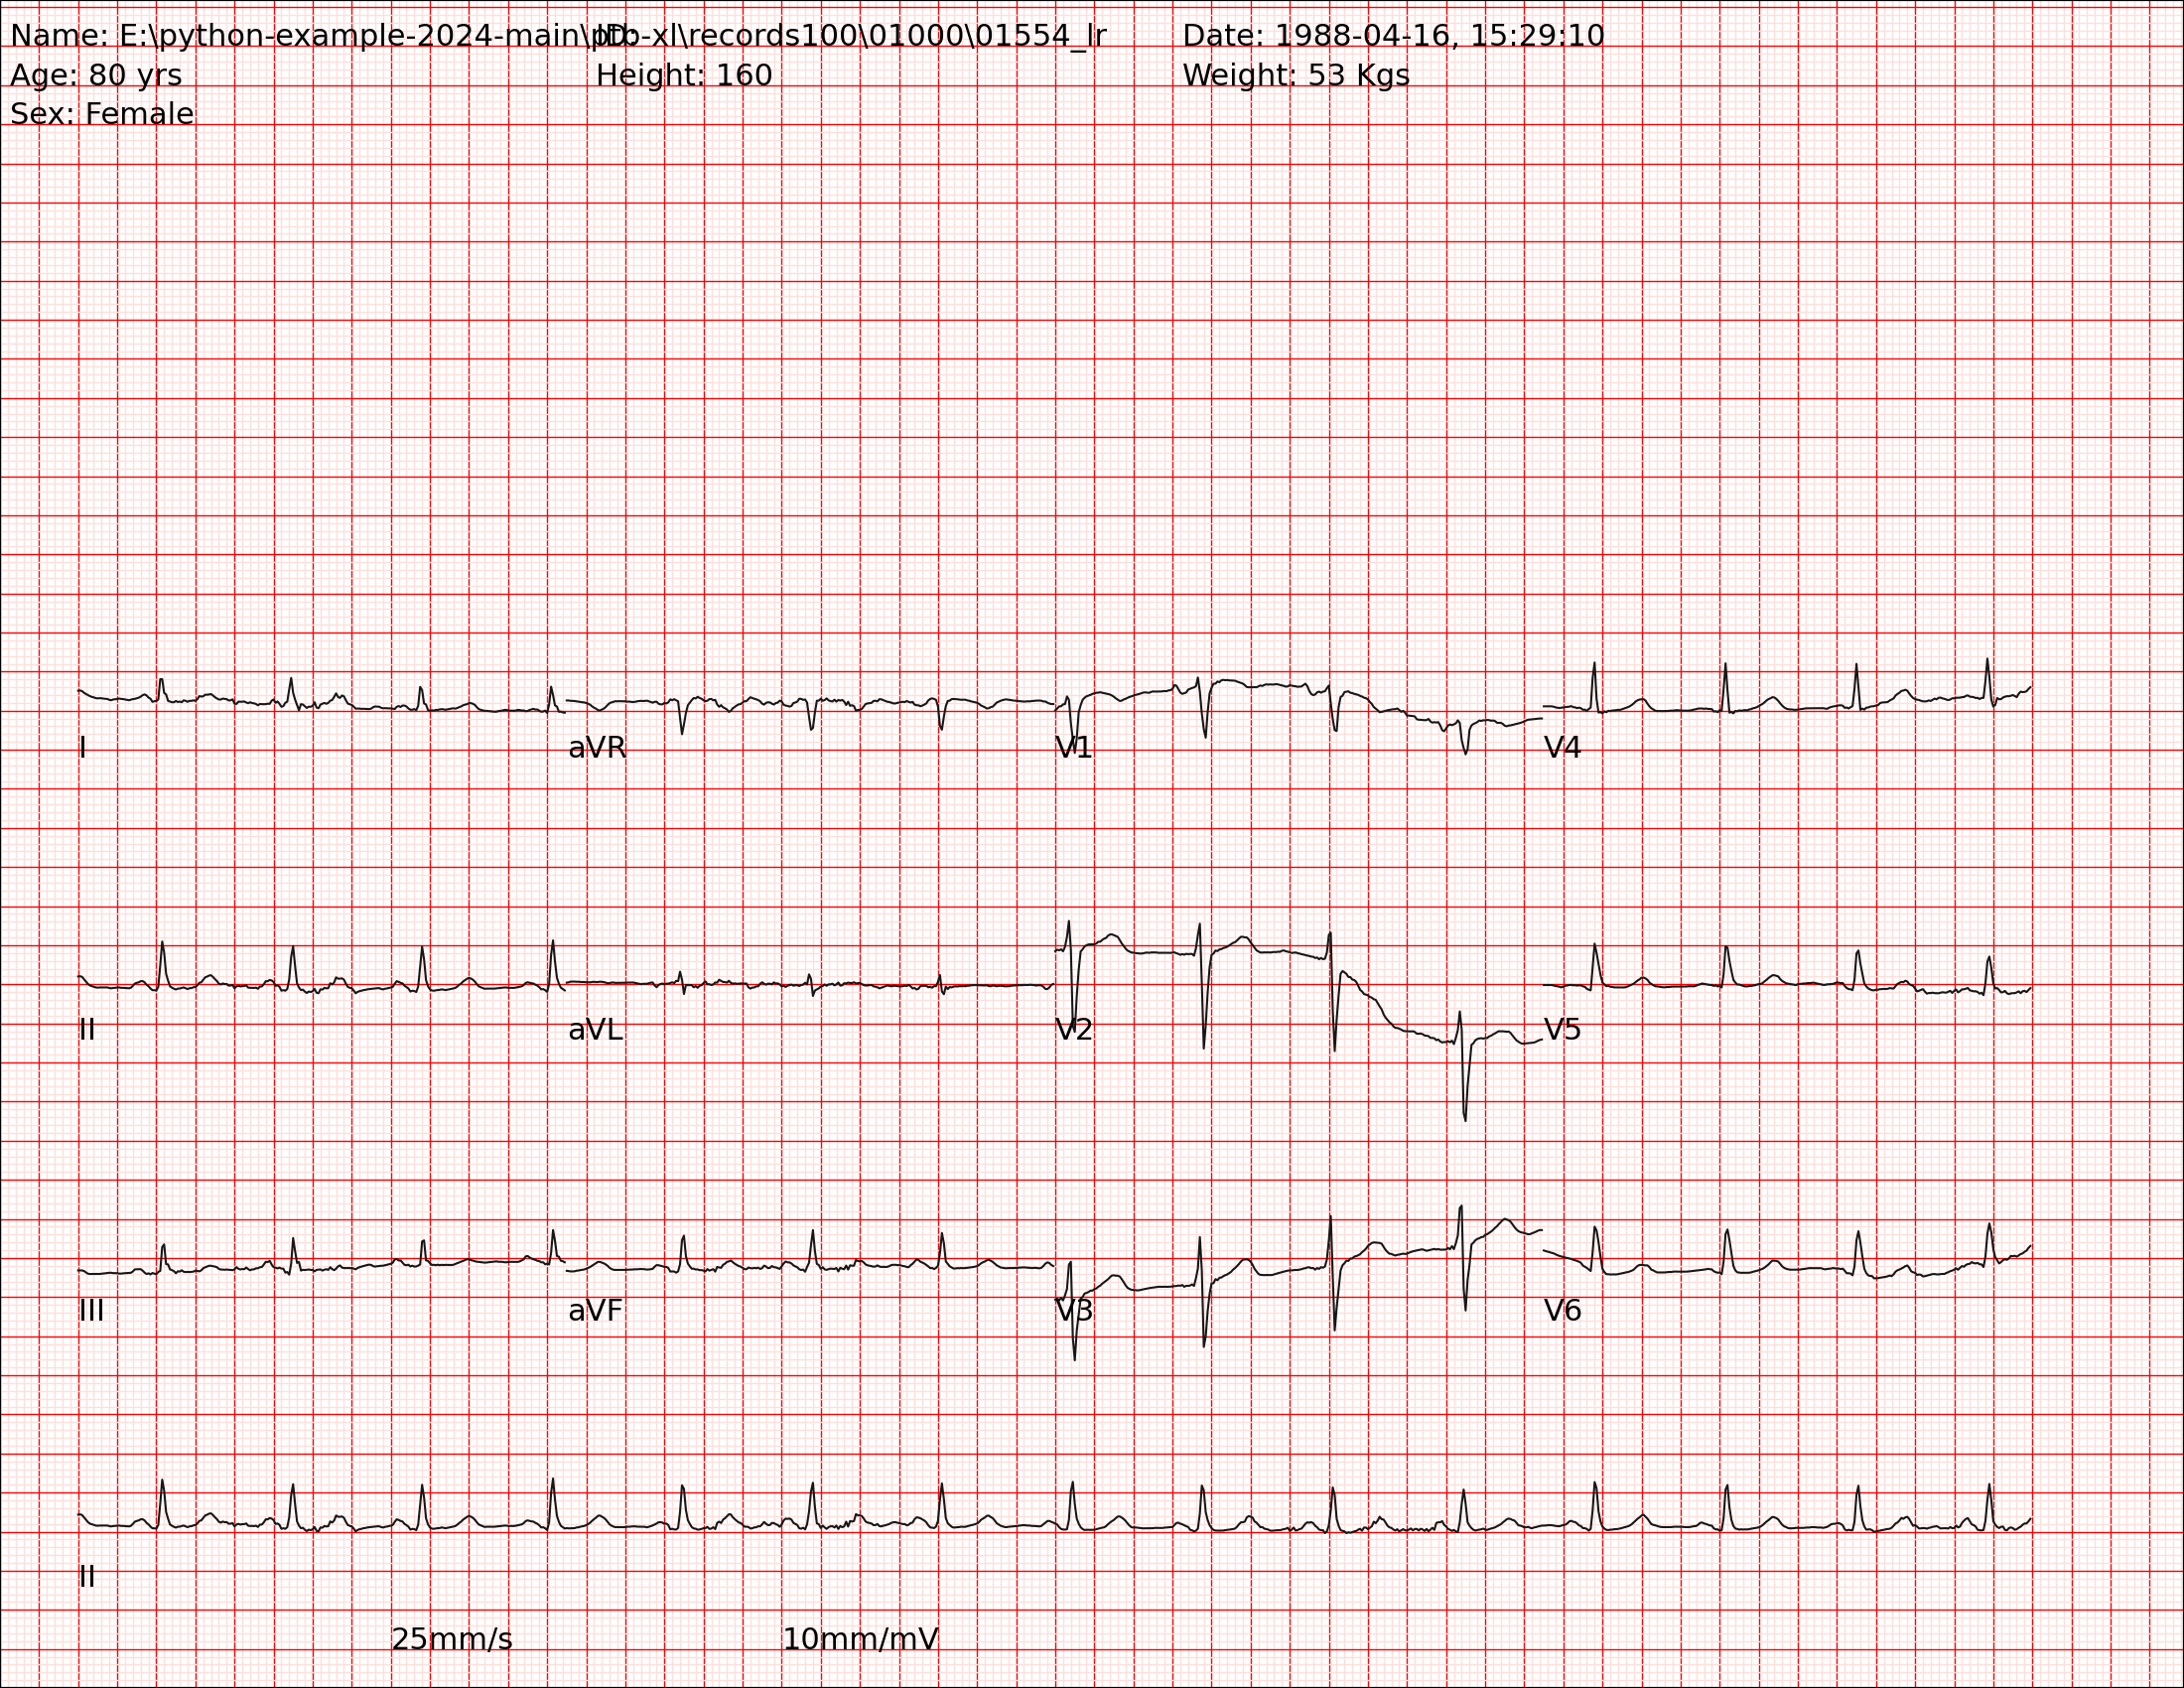 Name: E:\python-example-2024-main\ptb-xl\records100\01000\01554_lr ID: Date: 1988-04-16, 15:29:10
Age: 80 yrs Height: 160 Weight: 53 Kgs
Sex: Female
I aVR V1 V4
II aVL V2 V5
III aVF V3 V6
II
25mm/s 10mm/mV